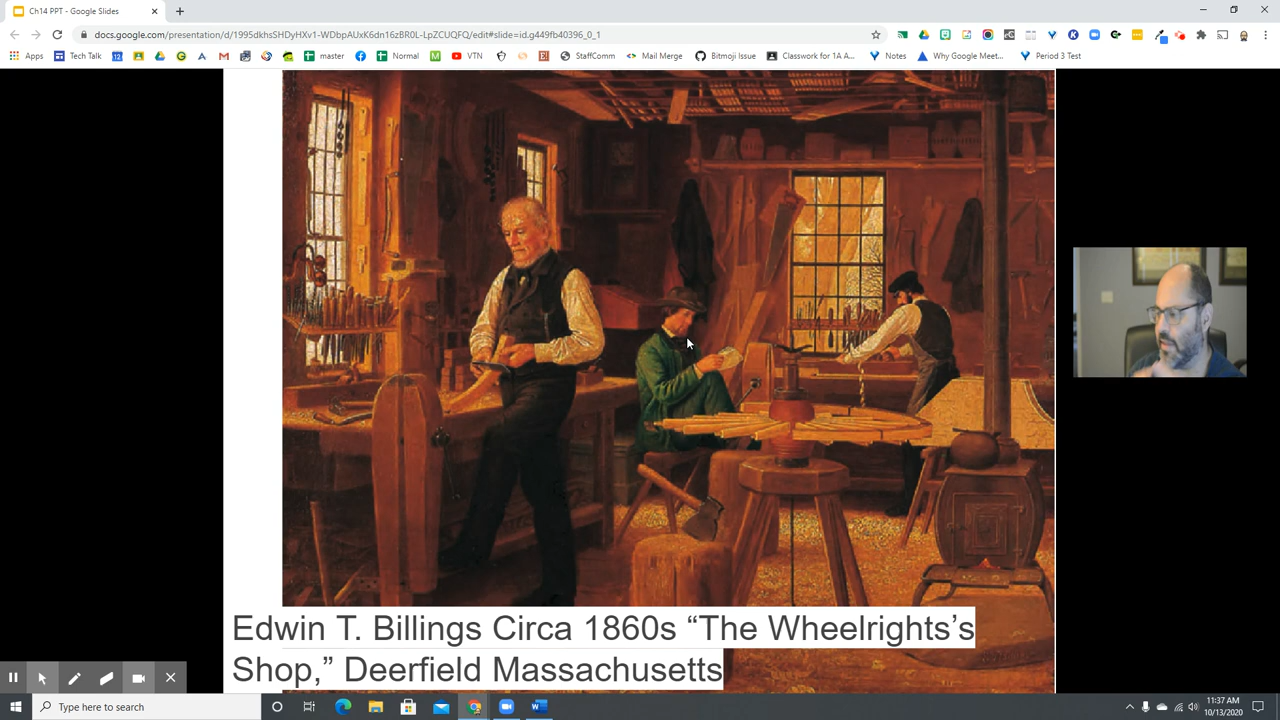 Ch14 PPT - Google Slides
docs.google.com/presentation/d/1995dkhsSHDyHXv1-WDbpAUxK6dn16bRR0L-LpZCUQFQ/edit#slide=id.g449fb40396_0_1
Apps Tech Talk master Normal VTN StaffComm Mail Merge Bitmoji Issue Classwork for 1A A... Notes Why Google Meet... Period 3 Test
Edwin T. Billings Circa 1860s “The Wheelrights’s
Shop,” Deerfield Massachusetts
Type here to search
11:37 AM
10/13/2020